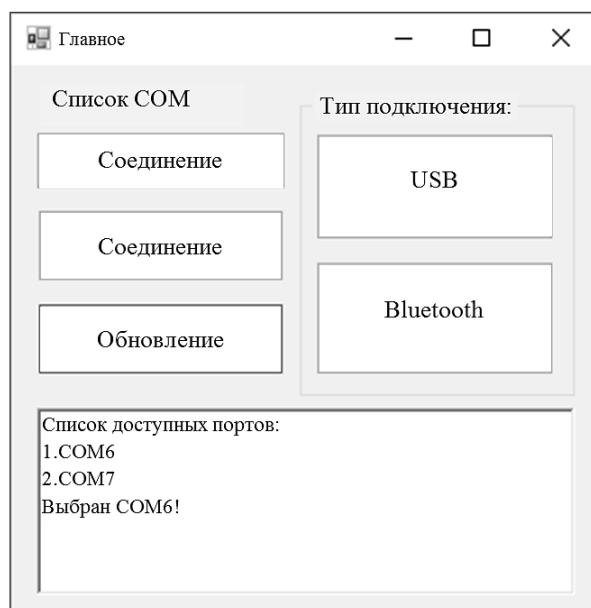 Главное
Список COM
Соединение
Соединение
Обновление
Тип подключения:
USB
Bluetooth
Список доступных портов:
1.COM6
2.COM7
Выбран COM6!